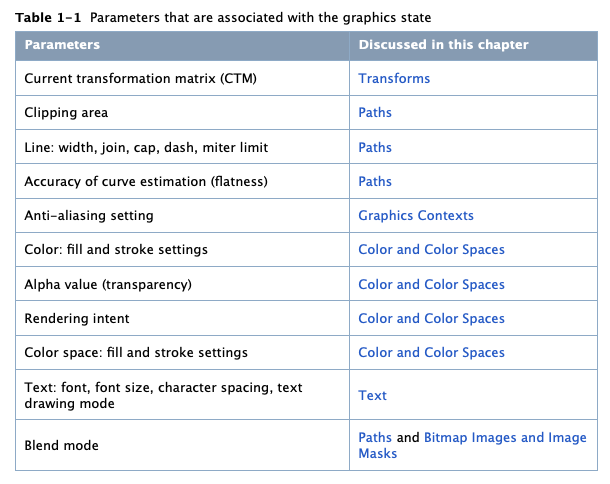 Table 1-1 Parameters that are associated with the graphics state
Parameters Discussed in this chapter
Current transformation matrix (CTM) Transforms
Clipping area Paths
Line: width, join, cap, dash, miter limit Paths
Accuracy of curve estimation (flatness) Paths
Anti-aliasing setting Graphics Contexts
Color: fill and stroke settings Color and Color Spaces
Alpha value (transparency) Color and Color Spaces
Rendering intent Color and Color Spaces
Color space: fill and stroke settings Color and Color Spaces
Text: font, font size, character spacing, text
drawing mode
Text
Blend mode
Paths and Bitmap Images and Image
Masks